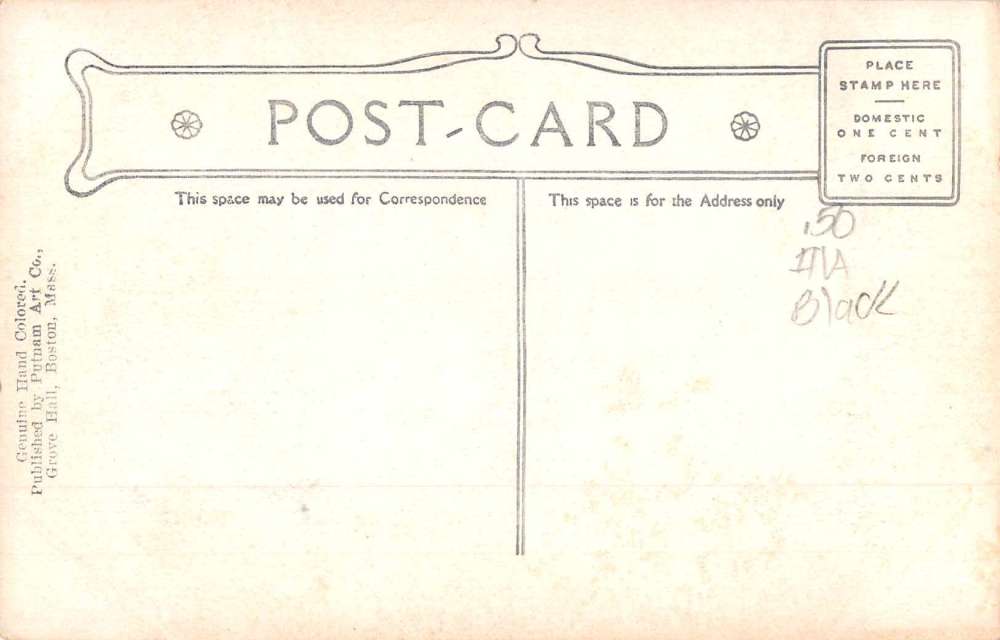 POST-CARD
PLACE
STAMP HERE
DOMESTIC
ONE CENT
FOREIGN
TWO CENTS
This space may be used for Correspondence
This space is for the Address only
.50
Black
Genuine Hand Colored.
Published by Putnam Art Co.,
Grove Hall, Boston, Mass.